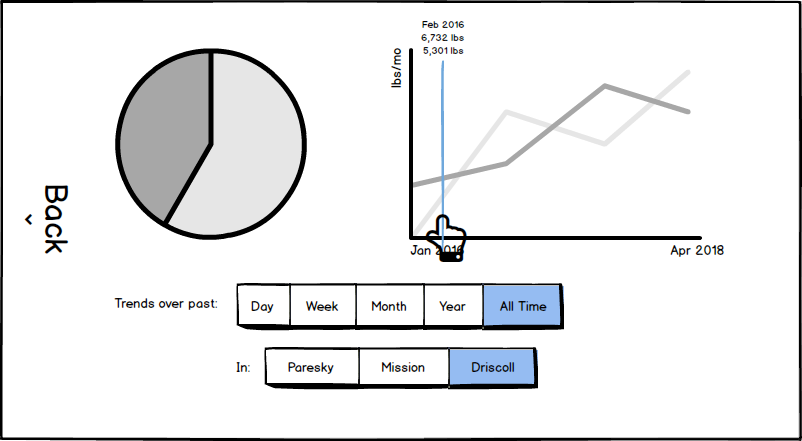 Feb 2016
6,732 lbs
5,301 lbs
lbs/mo
Jan 2016
Apr 2018
‹ Back
Trends over past: Day Week Month Year All Time
In: Paresky Mission Driscoll